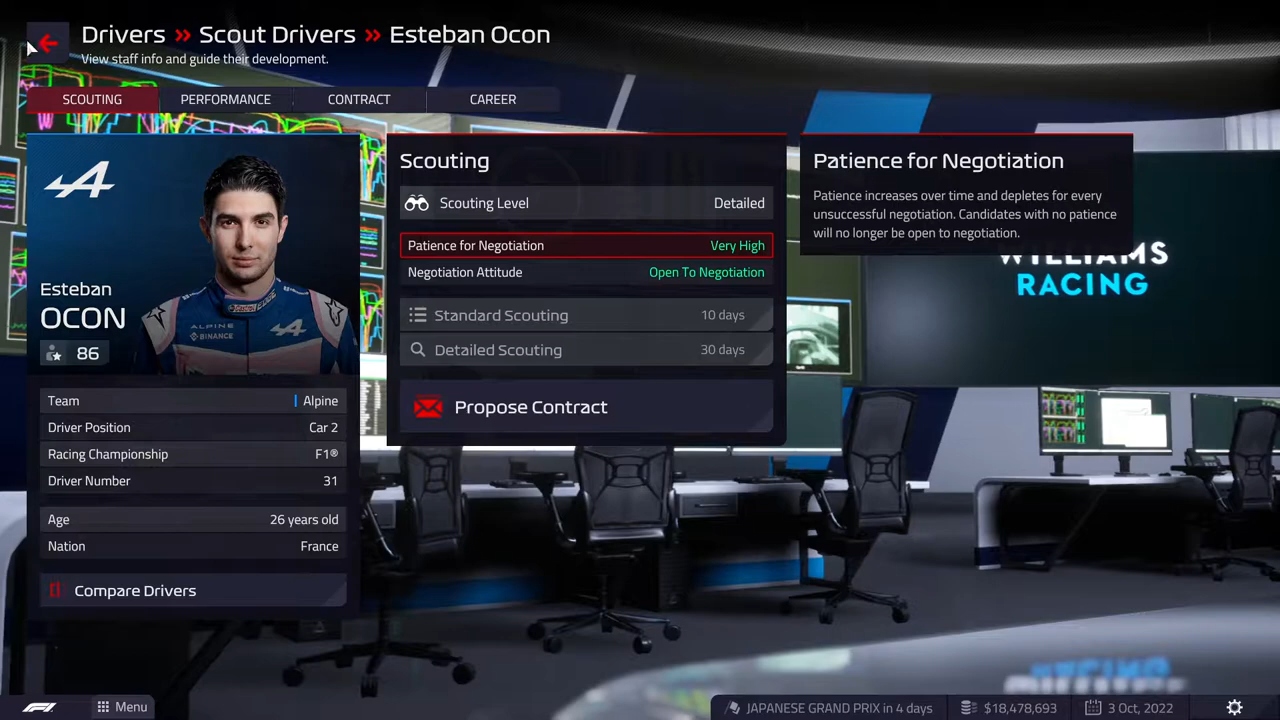 Drivers » Scout Drivers » Esteban Ocon
View staff info and guide their development.
SCOUTING
PERFORMANCE
CONTRACT
CAREER
Esteban
OCON
86
ALPINE
BINANCE
Team Alpine
Driver Position Car 2
Racing Championship F1®
Driver Number 31
Age 26 years old
Nation France
Compare Drivers
Scouting
Scouting Level Detailed
Patience for Negotiation Very High
Negotiation Attitude Open To Negotiation
Standard Scouting 10 days
Detailed Scouting 30 days
Propose Contract
Patience for Negotiation
Patience increases over time and depletes for every
unsuccessful negotiation. Candidates with no patience
will no longer be open to negotiation.
WILLIAMS
RACING
Menu
JAPANESE GRAND PRIX in 4 days
$18,478,693
3 Oct, 2022